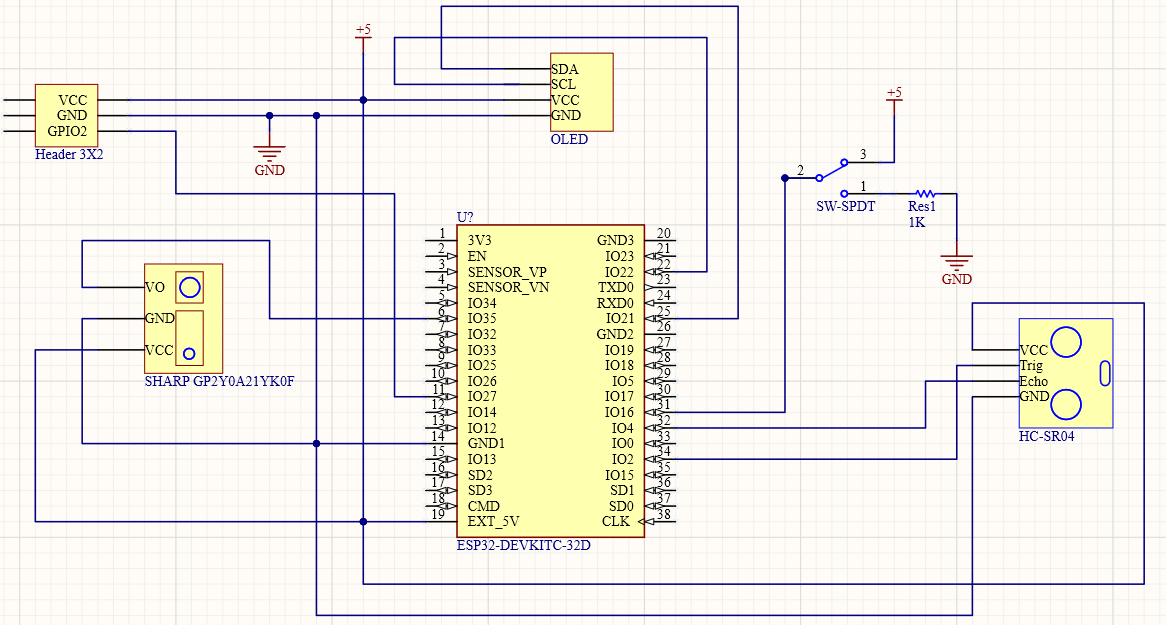 +5
SDA
SCL
VCC
GND
OLED
VCC
GND
GPIO2
Header 3X2
GND
+5
3
2
1
SW-SPDT
Res1
1K
GND
U?
1 3V3 GND3 20
2 EN IO23 21
3 SENSOR_VP IO22 22
4 SENSOR_VN TXD0 23
5 IO34 RXD0 24
6 IO35 IO21 25
7 IO32 GND2 26
8 IO33 IO19 27
9 IO25 IO18 28
10 IO26 IO5 29
11 IO27 IO17 30
12 IO14 IO16 31
13 IO12 IO4 32
14 GND1 IO0 33
15 IO13 IO2 34
16 SD2 IO15 35
17 SD3 SD1 36
18 CMD SD0 37
19 EXT_5V CLK 38
ESP32-DEVKITC-32D
VO
GND
VCC
SHARP GP2Y0A21YK0F
VCC
Trig
Echo
GND
HC-SR04